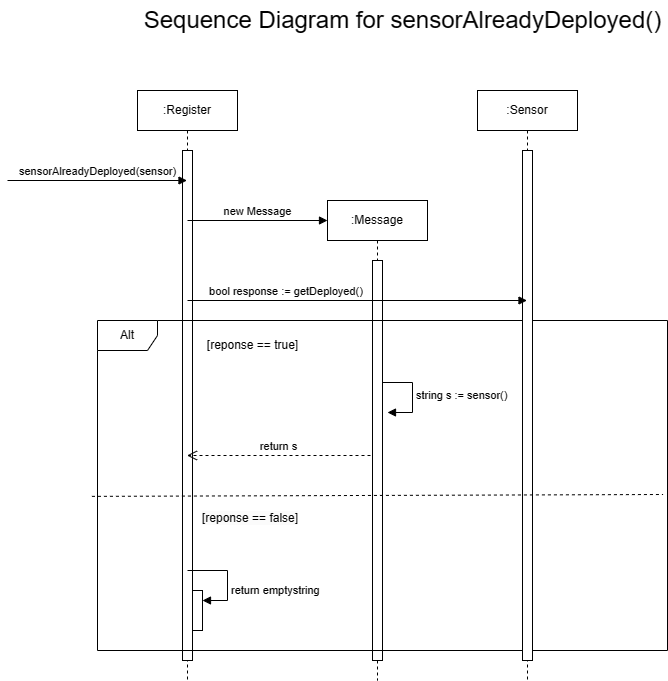 Sequence Diagram for sensorAlreadyDeployed()
:Register
:Sensor
sensorAlreadyDeployed(sensor)
new Message
:Message
bool response := getDeployed()
Alt
[reponse == true]
string s := sensor()
return s
[reponse == false]
return emptystring